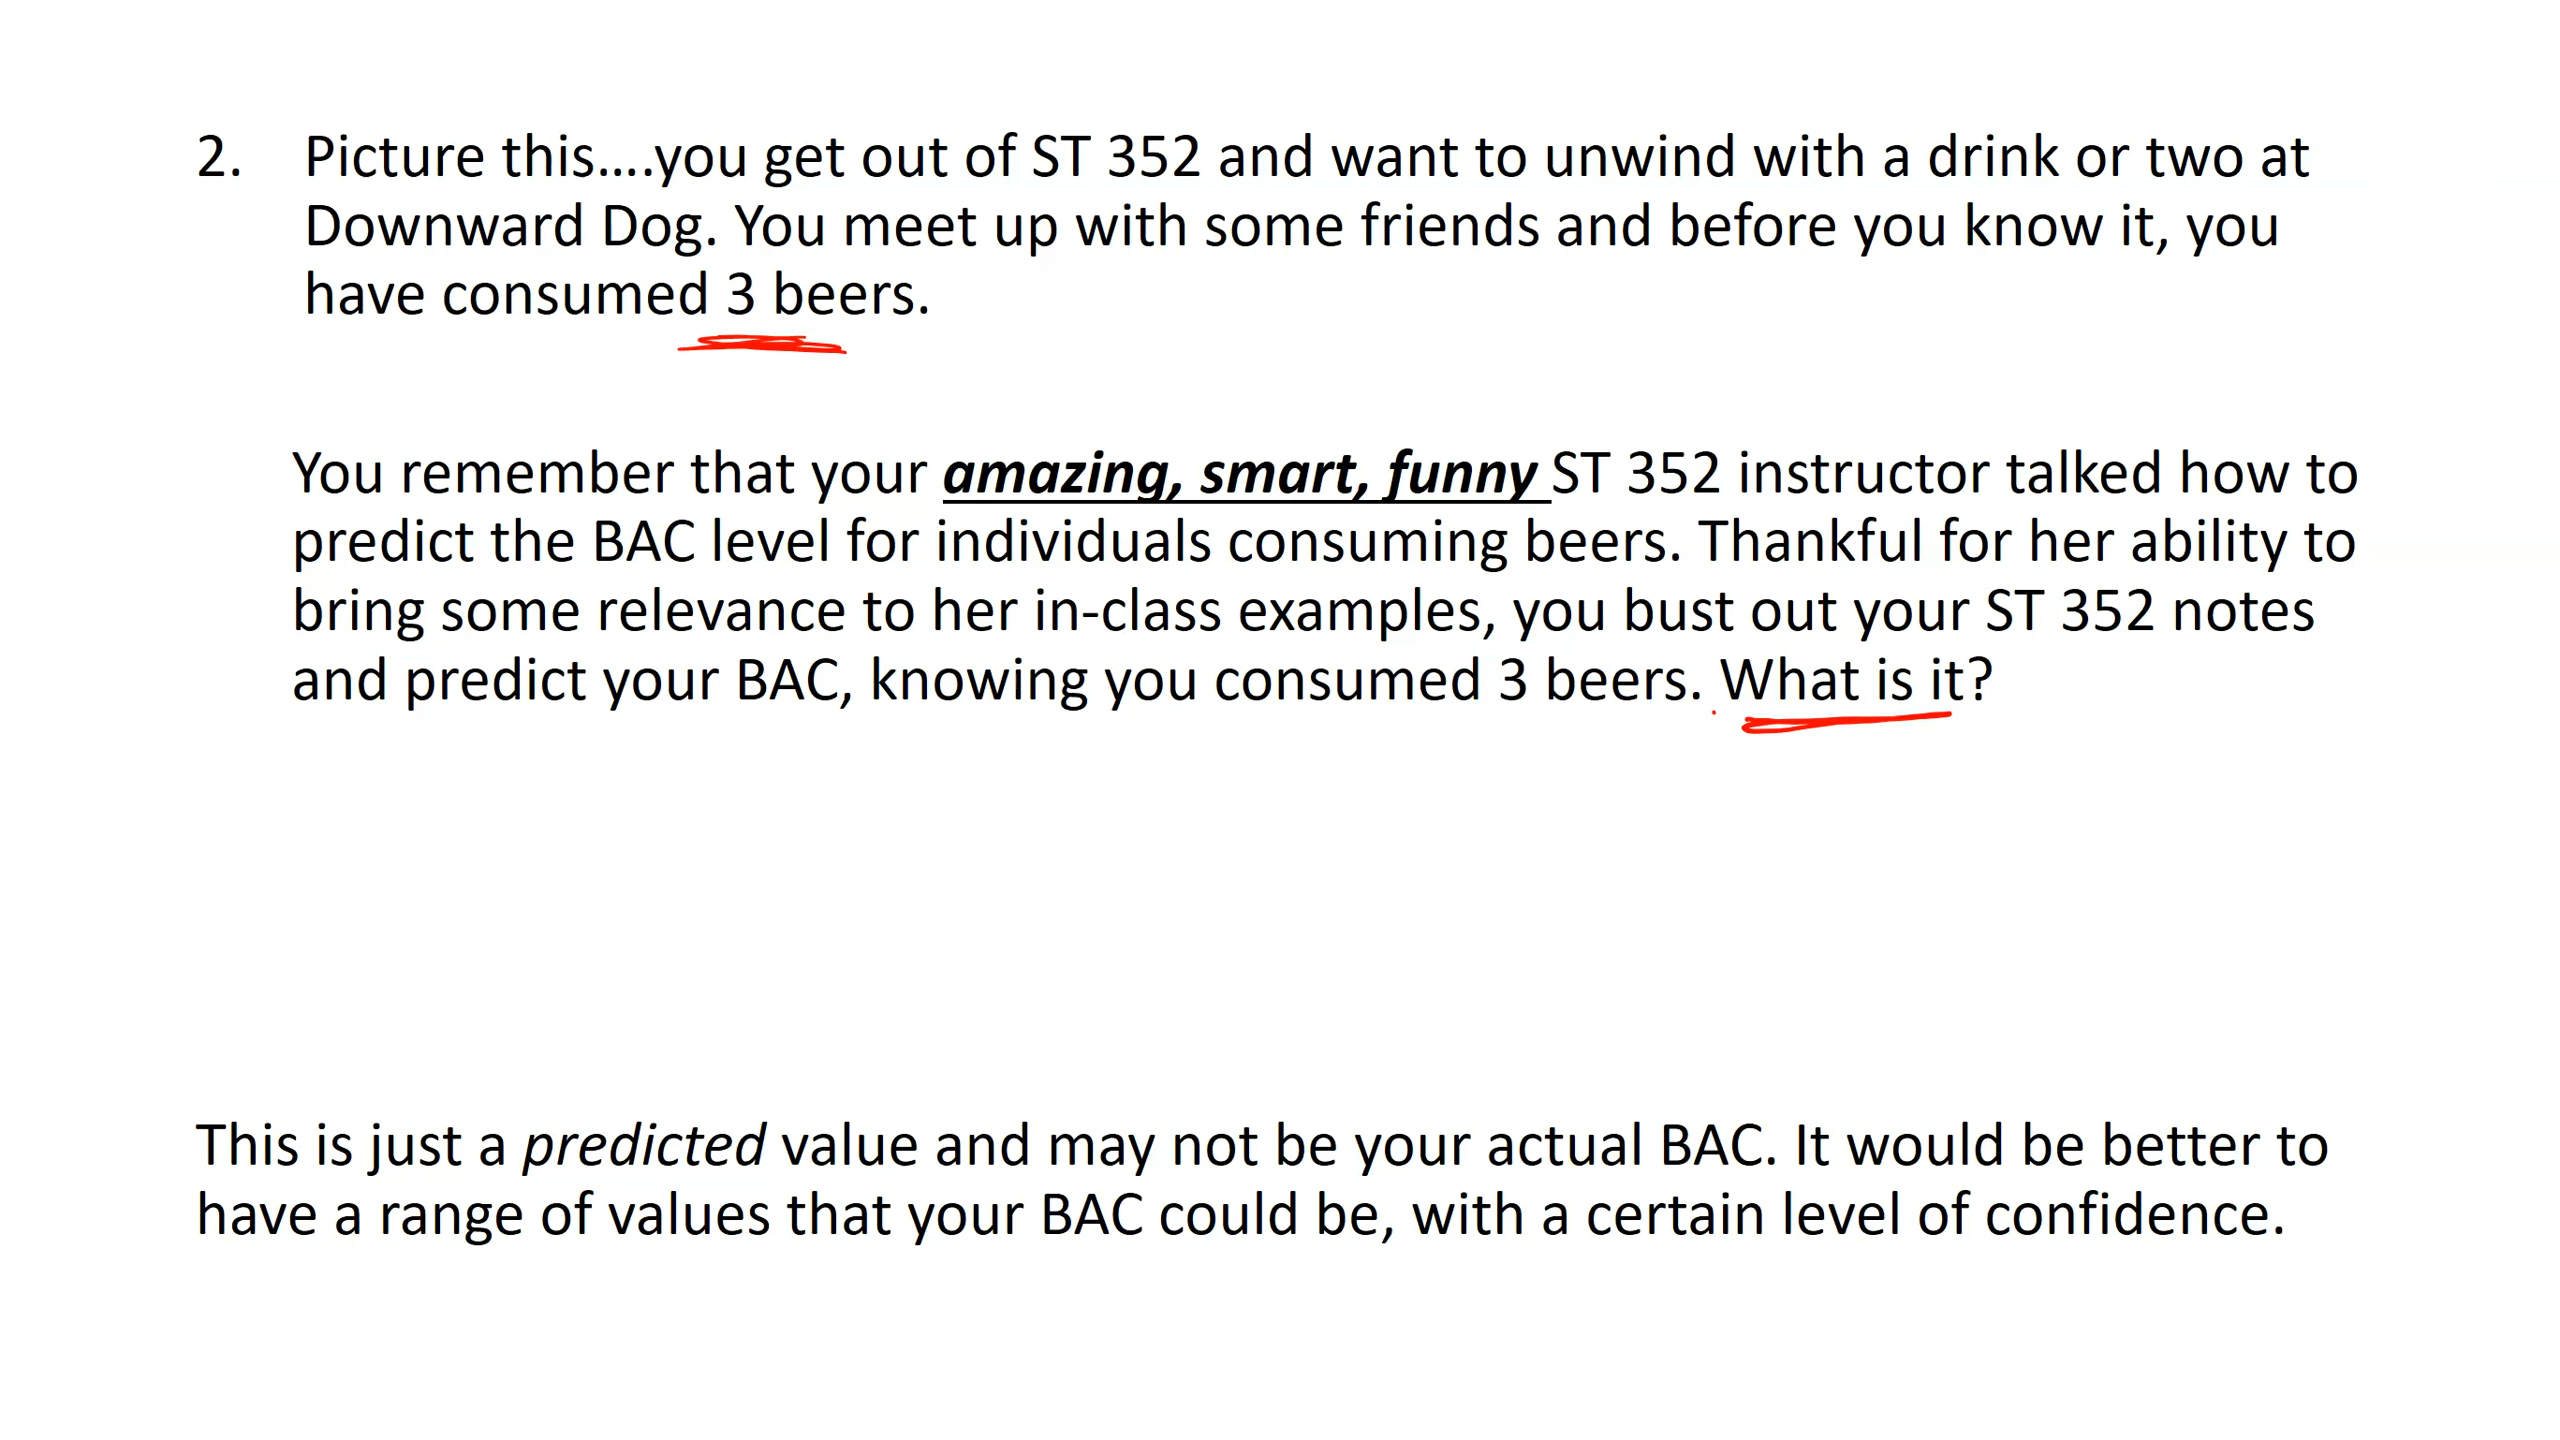 2. Picture this....you get out of ST 352 and want to unwind with a drink or two at
Downward Dog. You meet up with some friends and before you know it, you
have consumed 3 beers.
You remember that your amazing, smart, funny ST 352 instructor talked how to
predict the BAC level for individuals consuming beers. Thankful for her ability to
bring some relevance to her in-class examples, you bust out your ST 352 notes
and predict your BAC, knowing you consumed 3 beers. What is it?
This is just a predicted value and may not be your actual BAC. It would be better to
have a range of values that your BAC could be, with a certain level of confidence.